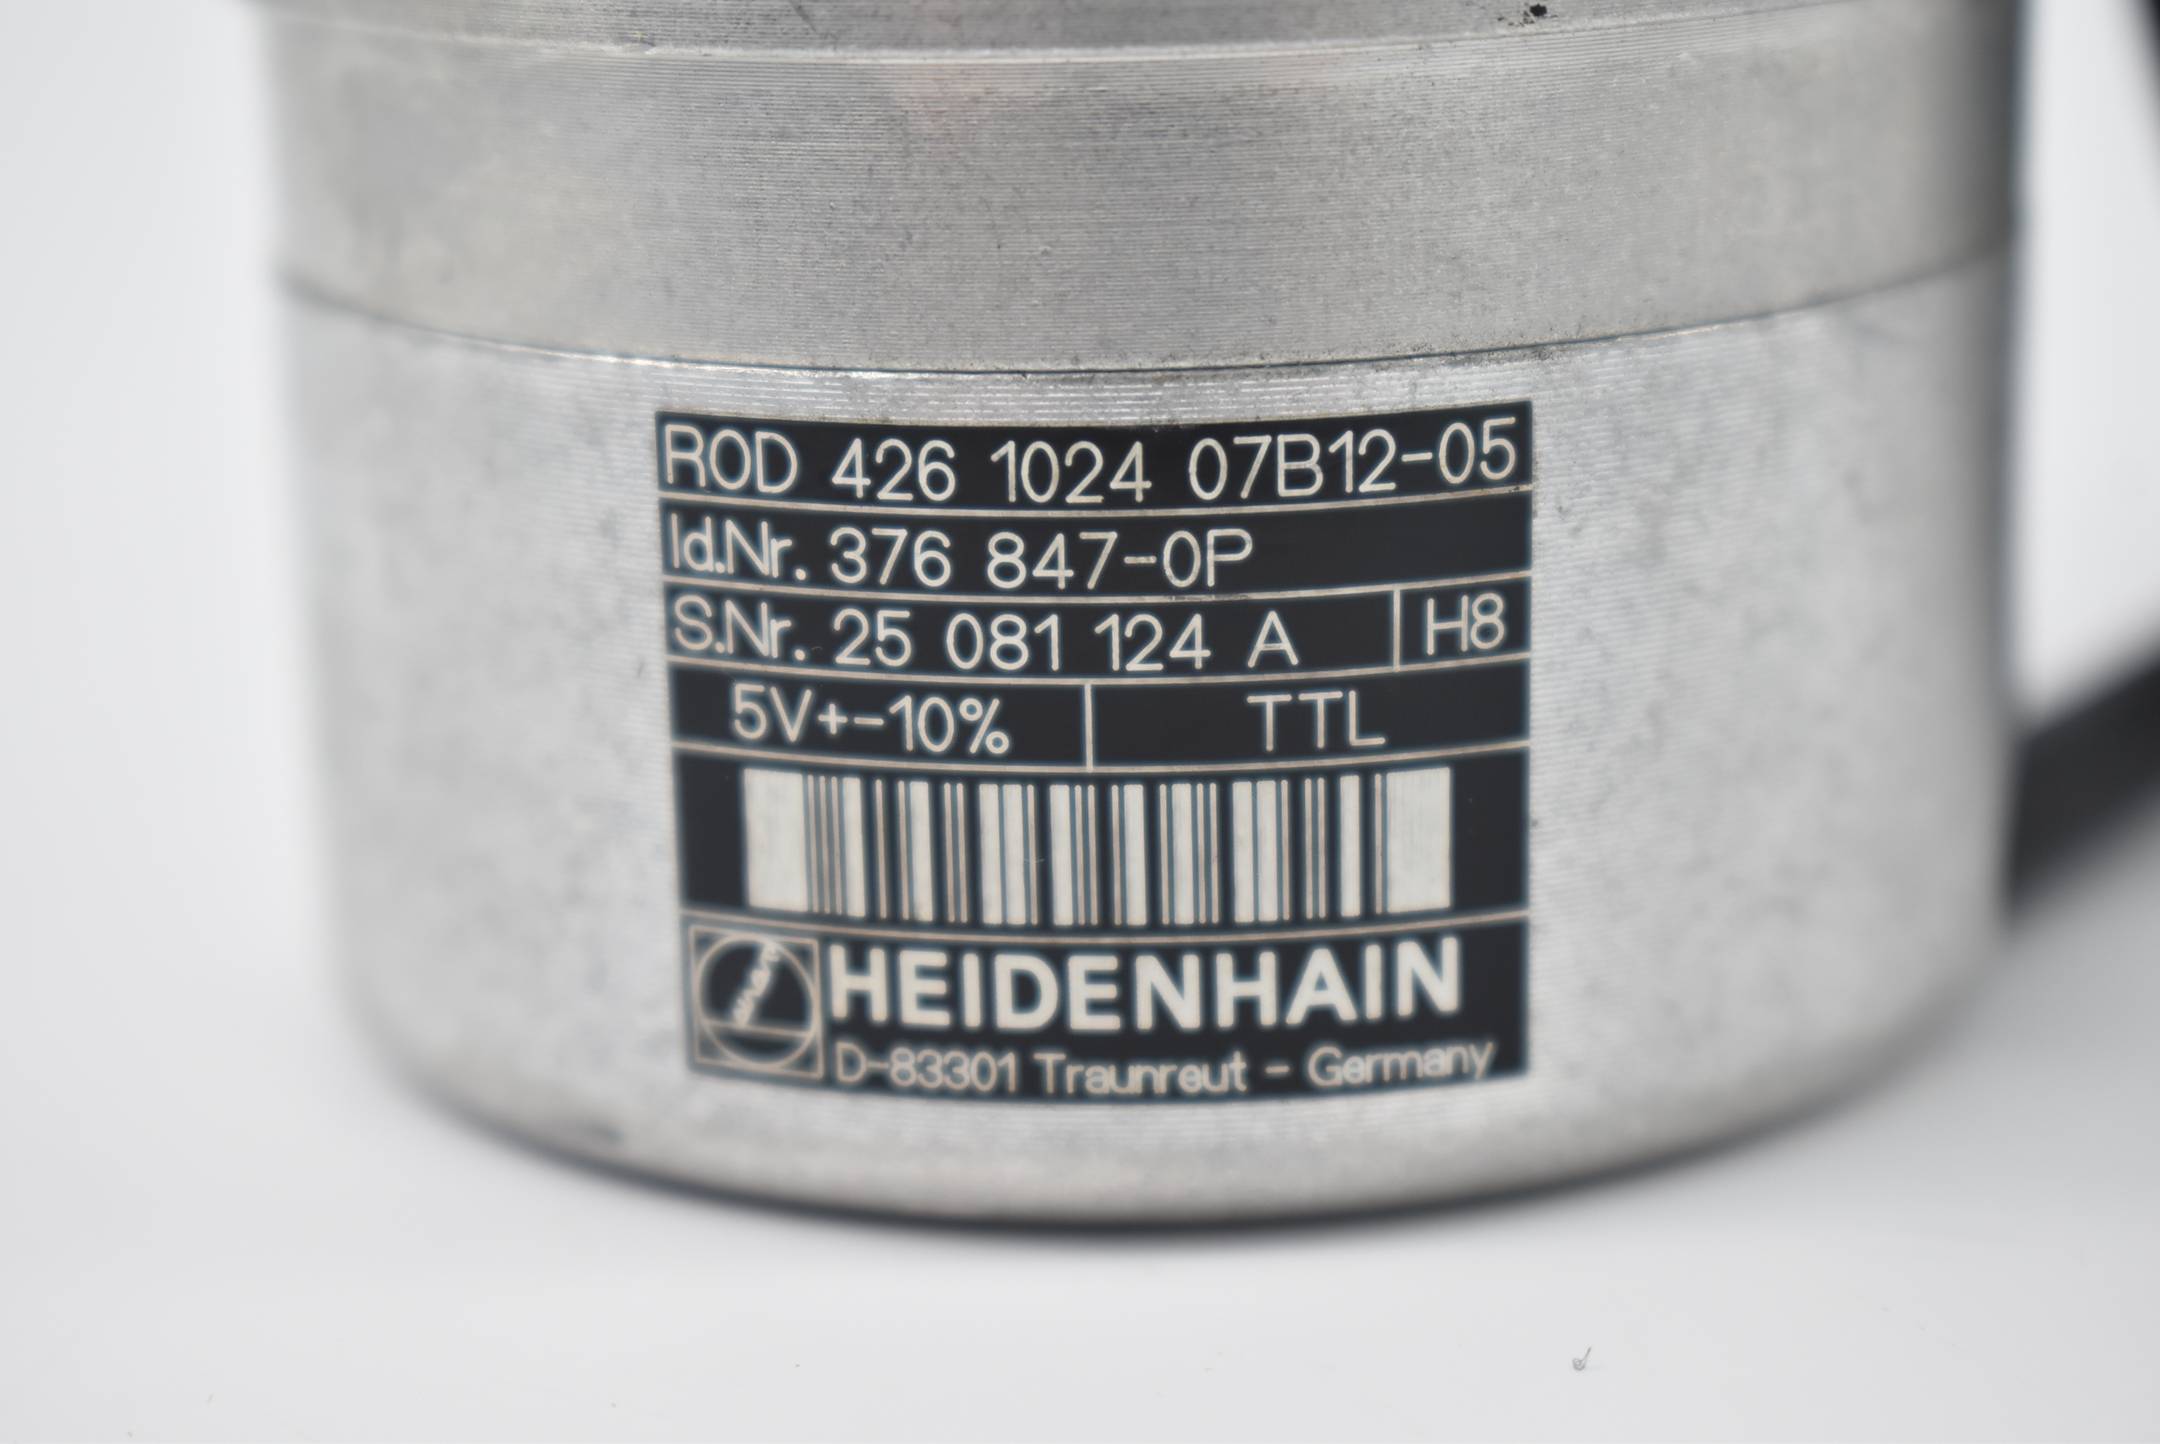 ROD 426 1024 07B12-05
Id.Nr. 376 847-0P
S.Nr. 25 081 124 A H8
5V+-10% TTL
HEIDENHAIN
D-83301 Traunreut - Germany